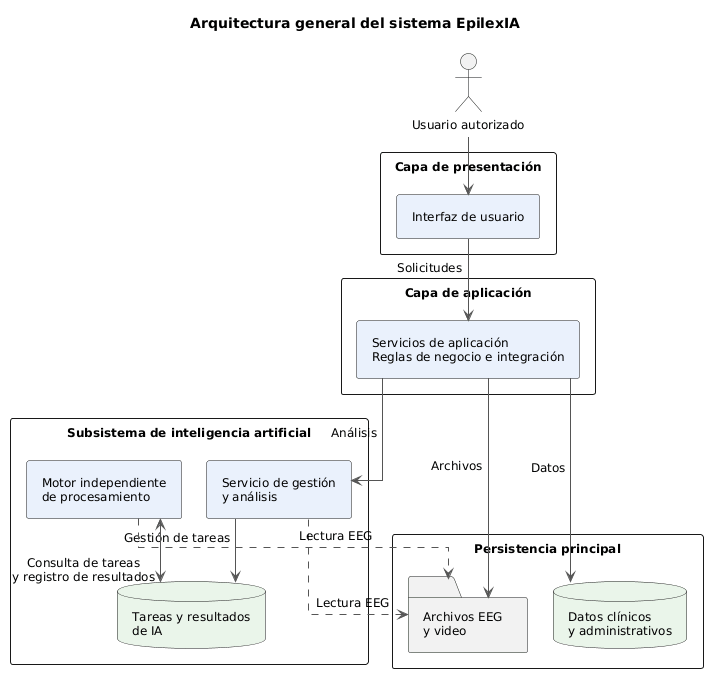 Arquitectura general del sistema EpilexIA
Usuario autorizado
Capa de presentación
Interfaz de usuario
Solicitudes
Capa de aplicación
Servicios de aplicación
Reglas de negocio e integración
Análisis
Archivos
Datos
Subsistema de inteligencia artificial
Motor independiente
de procesamiento
Servicio de gestión
y análisis
Gestión de tareas
Lectura EEG
Consulta de tareas
y registro de resultados
Lectura EEG
Tareas y resultados
de IA
Persistencia principal
Archivos EEG
y video
Datos clínicos
y administrativos